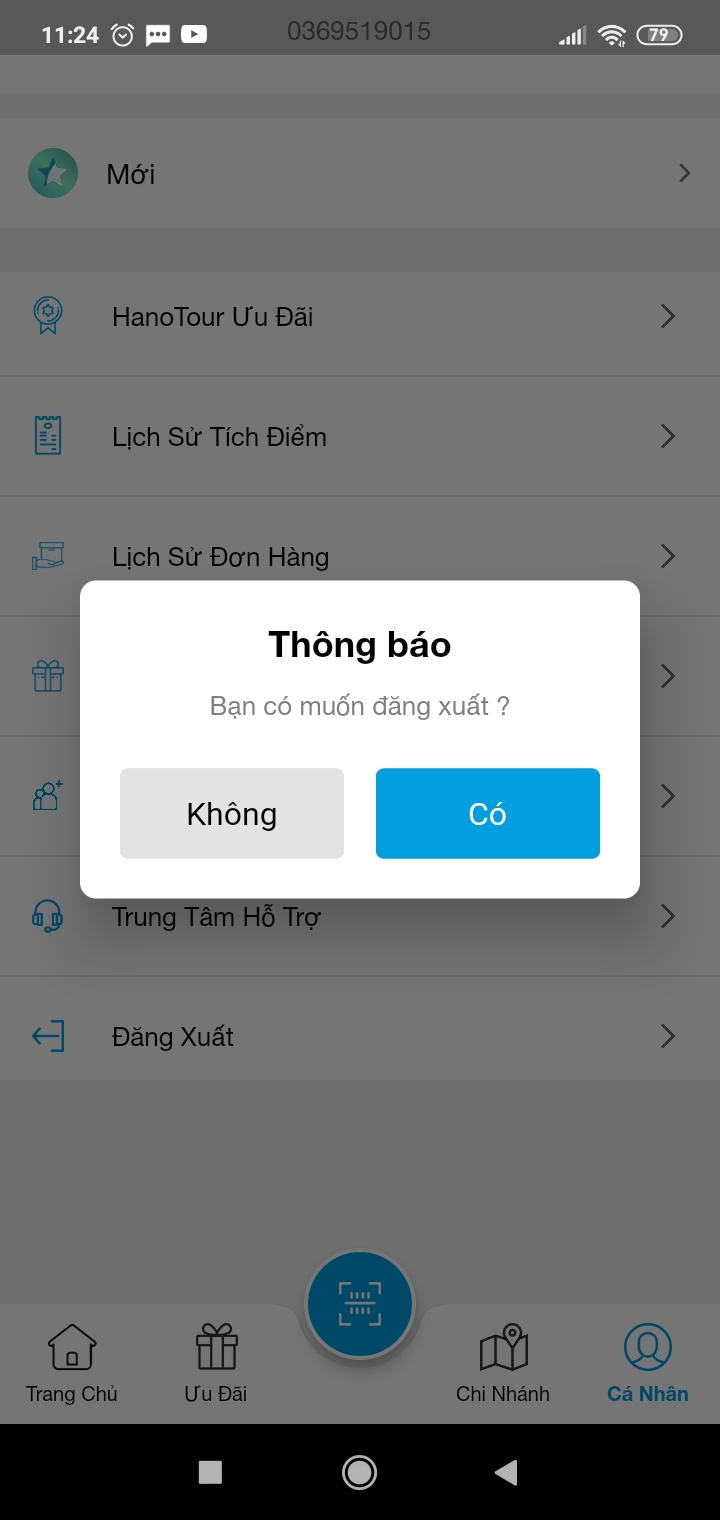 11:24
79
0369519015
Mới
HanoTour Ưu Đãi
Lịch Sử Tích Điểm
Lịch Sử Đơn Hàng
Thông báo
Bạn có muốn đăng xuất ?
Không
Có
Trung Tâm Hỗ Trợ
Đăng Xuất
Trang Chủ
Ưu Đãi
Chi Nhánh
Cá Nhân